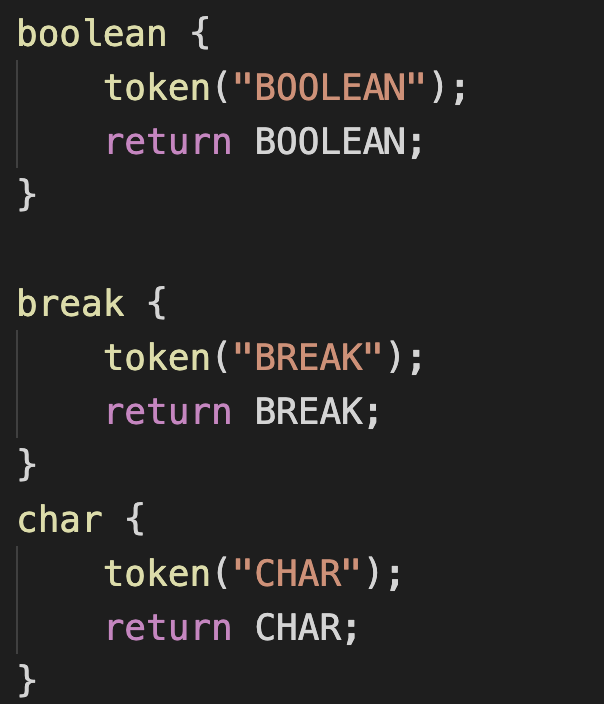 boolean {
    token("BOOLEAN");
    return BOOLEAN;
}

break {
    token("BREAK");
    return BREAK;
}
char {
    token("CHAR");
    return CHAR;
}